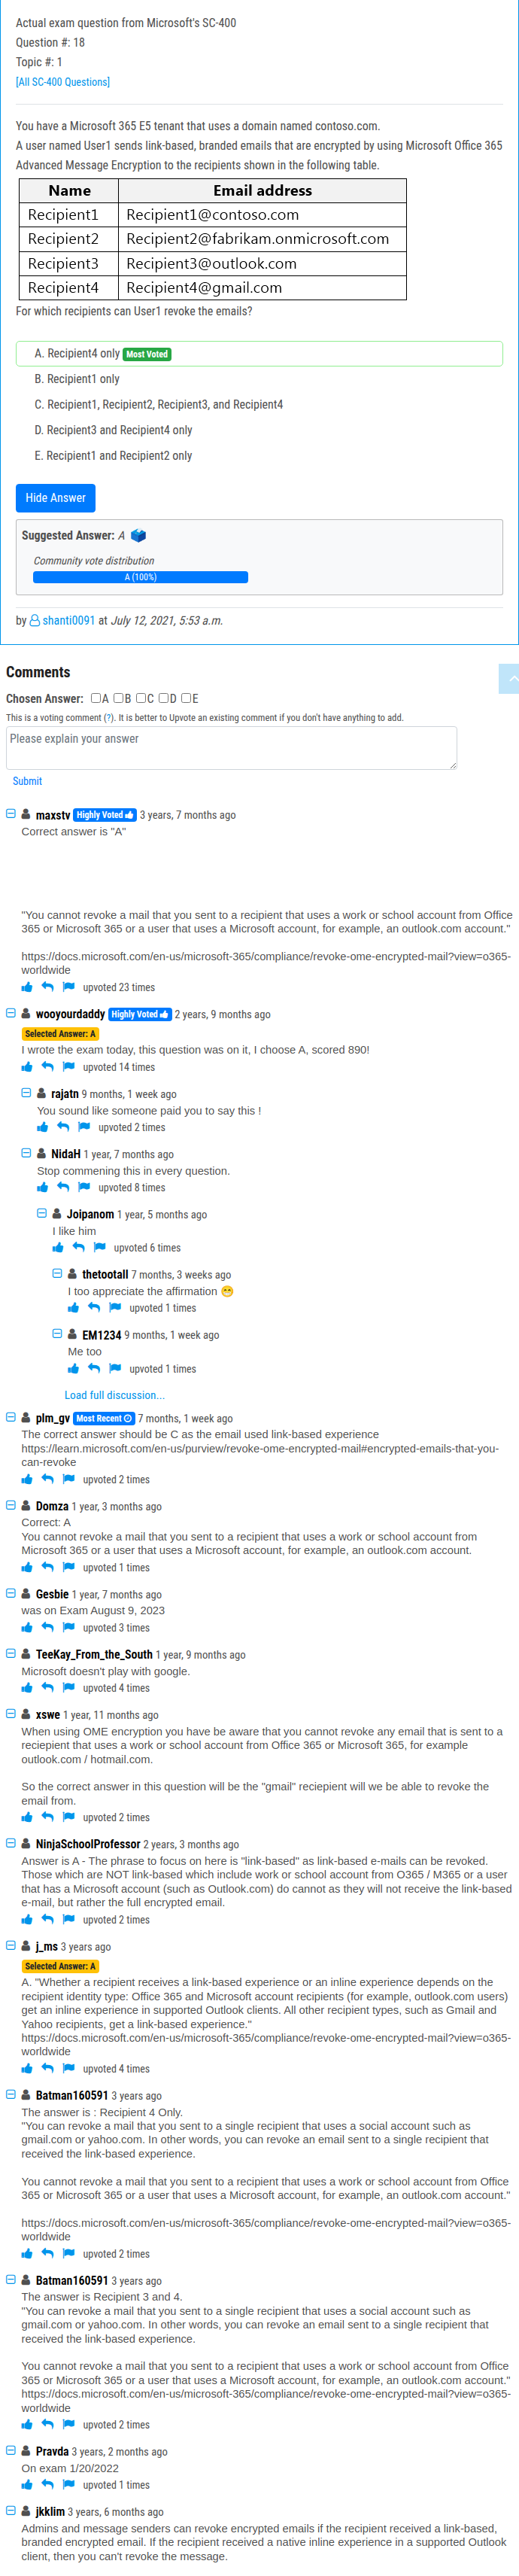 Actual exam question from Microsoft's SC-400
Question #: 18
Topic #: 1
[All SC-400 Questions]
You have a Microsoft 365 E5 tenant that uses a domain named contoso.com.
A user named User1 sends link-based, branded emails that are encrypted by using Microsoft Office 365
Advanced Message Encryption to the recipients shown in the following table.
Name Email address
Recipient1 Recipient1@contoso.com
Recipient2 Recipient2@fabrikam.onmicrosoft.com
Recipient3 Recipient3@outlook.com
Recipient4 Recipient4@gmail.com
For which recipients can User1 revoke the emails?
A. Recipient4 only Most Voted
B. Recipient1 only
C. Recipient1, Recipient2, Recipient3, and Recipient4
D. Recipient3 and Recipient4 only
E. Recipient1 and Recipient2 only
Hide Answer
Suggested Answer: A
Community vote distribution
A (100%)
by shanti0091 at July 12, 2021, 5:53 a.m.
Comments
Chosen Answer: A B C D E
This is a voting comment (?). It is better to Upvote an existing comment if you don't have anything to add.
Please explain your answer
Submit
maxstv Highly Voted 3 years, 7 months ago
Correct answer is "A"
"You cannot revoke a mail that you sent to a recipient that uses a work or school account from Office
365 or Microsoft 365 or a user that uses a Microsoft account, for example, an outlook.com account."
https://docs.microsoft.com/en-us/microsoft-365/compliance/revoke-ome-encrypted-mail?view=o365-
worldwide
upvoted 23 times
wooyourdaddy Highly Voted 2 years, 9 months ago
Selected Answer: A
I wrote the exam today, this question was on it, I choose A, scored 890!
upvoted 14 times
rajatn 9 months, 1 week ago
You sound like someone paid you to say this !
upvoted 2 times
NidaH 1 year, 7 months ago
Stop commening this in every question.
upvoted 8 times
Joipanom 1 year, 5 months ago
I like him
upvoted 6 times
thetootall 7 months, 3 weeks ago
I too appreciate the affirmation 😁
upvoted 1 times
EM1234 9 months, 1 week ago
Me too
upvoted 1 times
Load full discussion...
plm_gv Most Recent 7 months, 1 week ago
The correct answer should be C as the email used link-based experience
https://learn.microsoft.com/en-us/purview/revoke-ome-encrypted-mail#encrypted-emails-that-you-
can-revoke
upvoted 2 times
Domza 1 year, 3 months ago
Correct: A
You cannot revoke a mail that you sent to a recipient that uses a work or school account from
Microsoft 365 or a user that uses a Microsoft account, for example, an outlook.com account.
upvoted 1 times
Gesbie 1 year, 7 months ago
was on Exam August 9, 2023
upvoted 3 times
TeeKay_From_the_South 1 year, 9 months ago
Microsoft doesn't play with google.
upvoted 4 times
xswe 1 year, 11 months ago
When using OME encryption you have be aware that you cannot revoke any email that is sent to a
reciepient that uses a work or school account from Office 365 or Microsoft 365, for example
outlook.com / hotmail.com.
So the correct answer in this question will be the "gmail" reciepient will we be able to revoke the
email from.
upvoted 2 times
NinjaSchoolProfessor 2 years, 3 months ago
Answer is A - The phrase to focus on here is "link-based" as link-based e-mails can be revoked.
Those which are NOT link-based which include work or school account from O365 / M365 or a user
that has a Microsoft account (such as Outlook.com) do cannot as they will not receive the link-based
e-mail, but rather the full encrypted email.
upvoted 2 times
j_ms 3 years ago
Selected Answer: A
A. "Whether a recipient receives a link-based experience or an inline experience depends on the
recipient identity type: Office 365 and Microsoft account recipients (for example, outlook.com users)
get an inline experience in supported Outlook clients. All other recipient types, such as Gmail and
Yahoo recipients, get a link-based experience."
https://docs.microsoft.com/en-us/microsoft-365/compliance/revoke-ome-encrypted-mail?view=o365-
worldwide
upvoted 4 times
Batman160591 3 years ago
The answer is : Recipient 4 Only.
"You can revoke a mail that you sent to a single recipient that uses a social account such as
gmail.com or yahoo.com. In other words, you can revoke an email sent to a single recipient that
received the link-based experience.
You cannot revoke a mail that you sent to a recipient that uses a work or school account from Office
365 or Microsoft 365 or a user that uses a Microsoft account, for example, an outlook.com account."
https://docs.microsoft.com/en-us/microsoft-365/compliance/revoke-ome-encrypted-mail?view=o365-
worldwide
upvoted 2 times
Batman160591 3 years ago
The answer is Recipient 3 and 4.
"You can revoke a mail that you sent to a single recipient that uses a social account such as
gmail.com or yahoo.com. In other words, you can revoke an email sent to a single recipient that
received the link-based experience.
You cannot revoke a mail that you sent to a recipient that uses a work or school account from Office
365 or Microsoft 365 or a user that uses a Microsoft account, for example, an outlook.com account."
https://docs.microsoft.com/en-us/microsoft-365/compliance/revoke-ome-encrypted-mail?view=o365-
worldwide
upvoted 2 times
Pravda 3 years, 2 months ago
On exam 1/20/2022
upvoted 1 times
jkklim 3 years, 6 months ago
Admins and message senders can revoke encrypted emails if the recipient received a link-based,
branded encrypted email. If the recipient received a native inline experience in a supported Outlook
client, then you can't revoke the message.